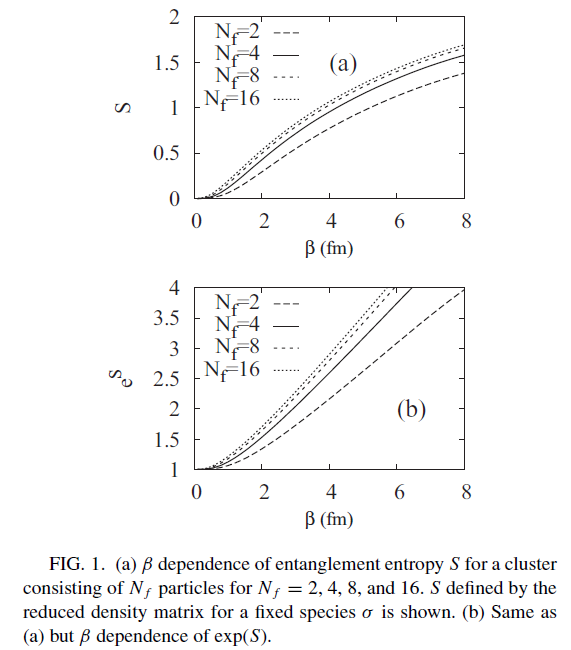 2
1.5
1
0.5
0
S
N_f=2
N_f=4
N_f=8
N_f=16
(a)
0 2 4 6 8
β (fm)
4
3.5
3
2.5
2
1.5
1
e^S
N_f=2
N_f=4
N_f=8
N_f=16
(b)
0 2 4 6 8
β (fm)
FIG. 1. (a) β dependence of entanglement entropy S for a cluster
consisting of N_f particles for N_f = 2, 4, 8, and 16. S defined by the
reduced density matrix for a fixed species σ is shown. (b) Same as
(a) but β dependence of exp(S).